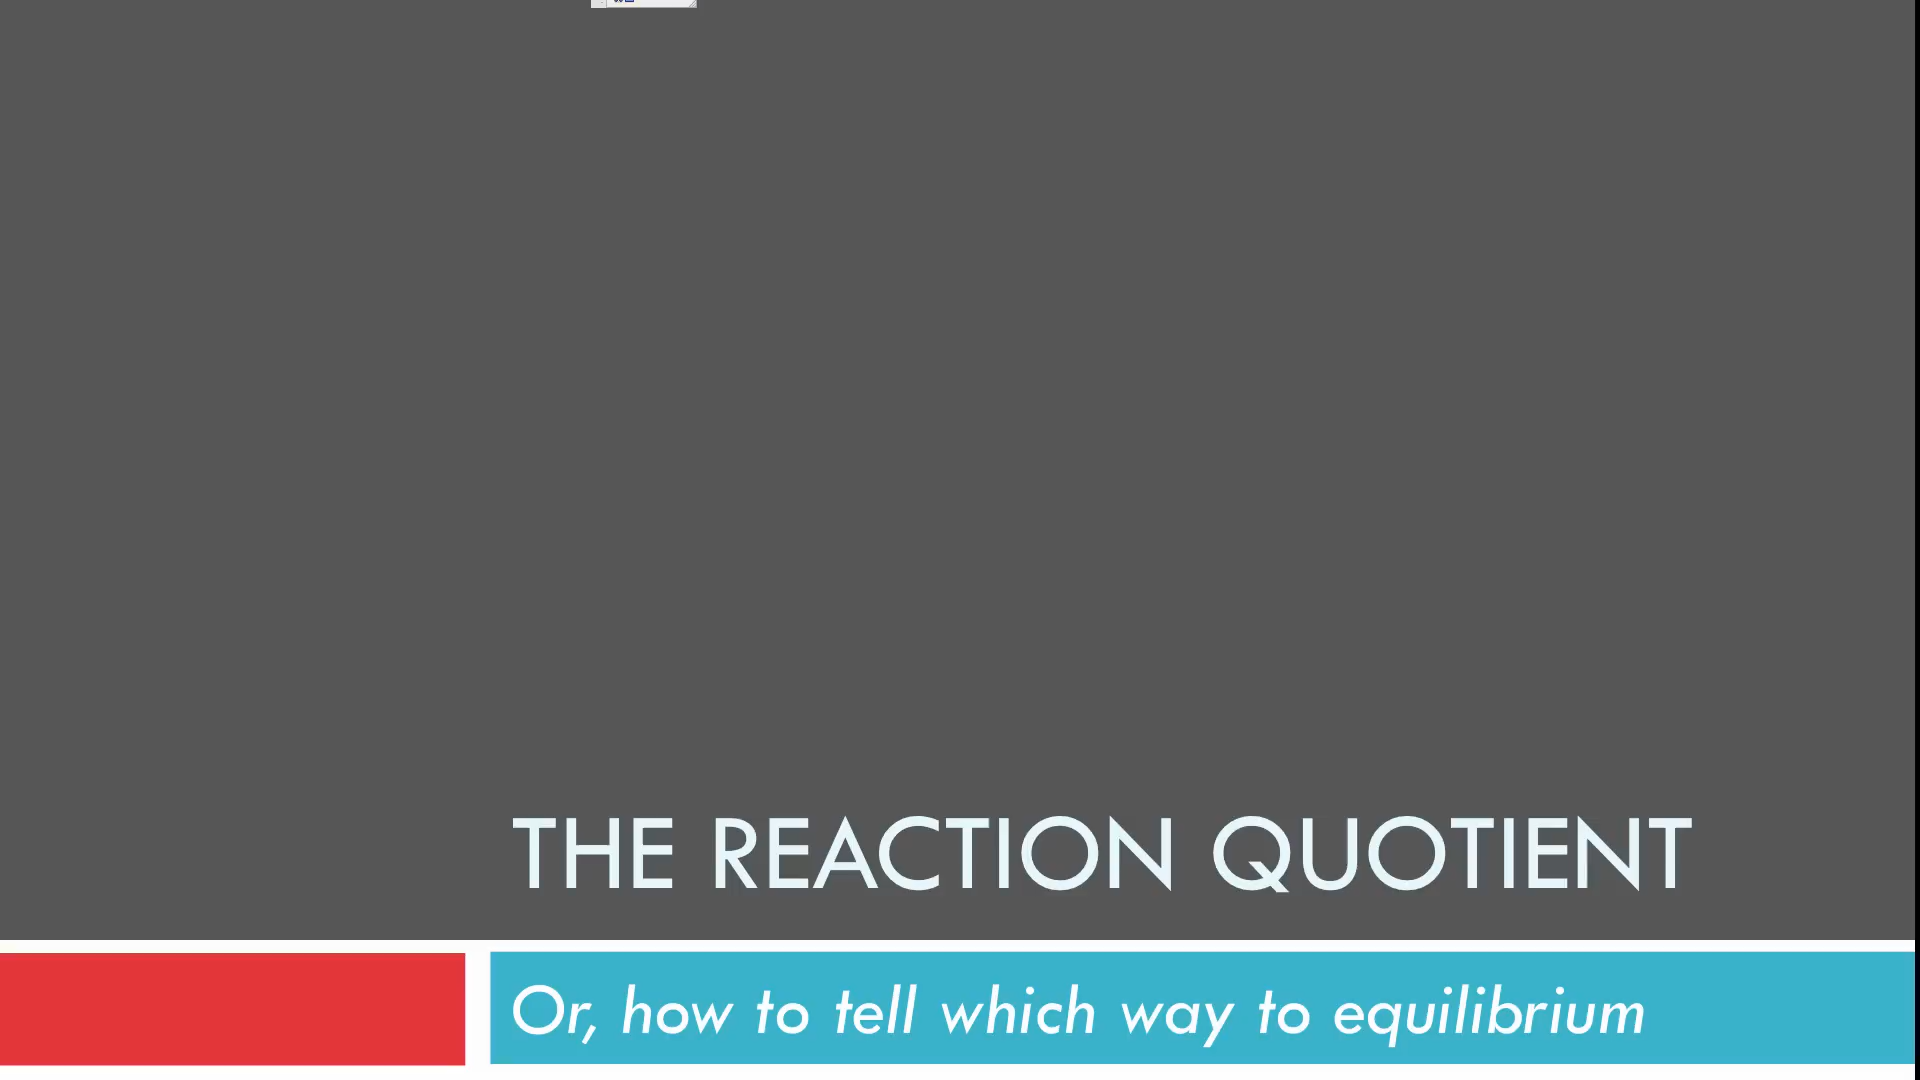 THE REACTION QUOTIENT
Or, how to tell which way to equilibrium